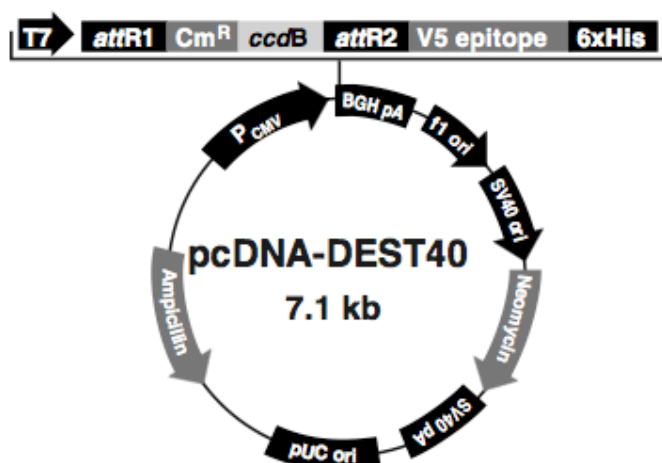 T7 attR1 CmR ccdB attR2 V5 epitope 6xHis
BGH pA
f1 ori
SV40 ori
Neomycin
SV40 pA
pUC ori
Ampicillin
PCMV
pcDNA-DEST40
7.1 kb